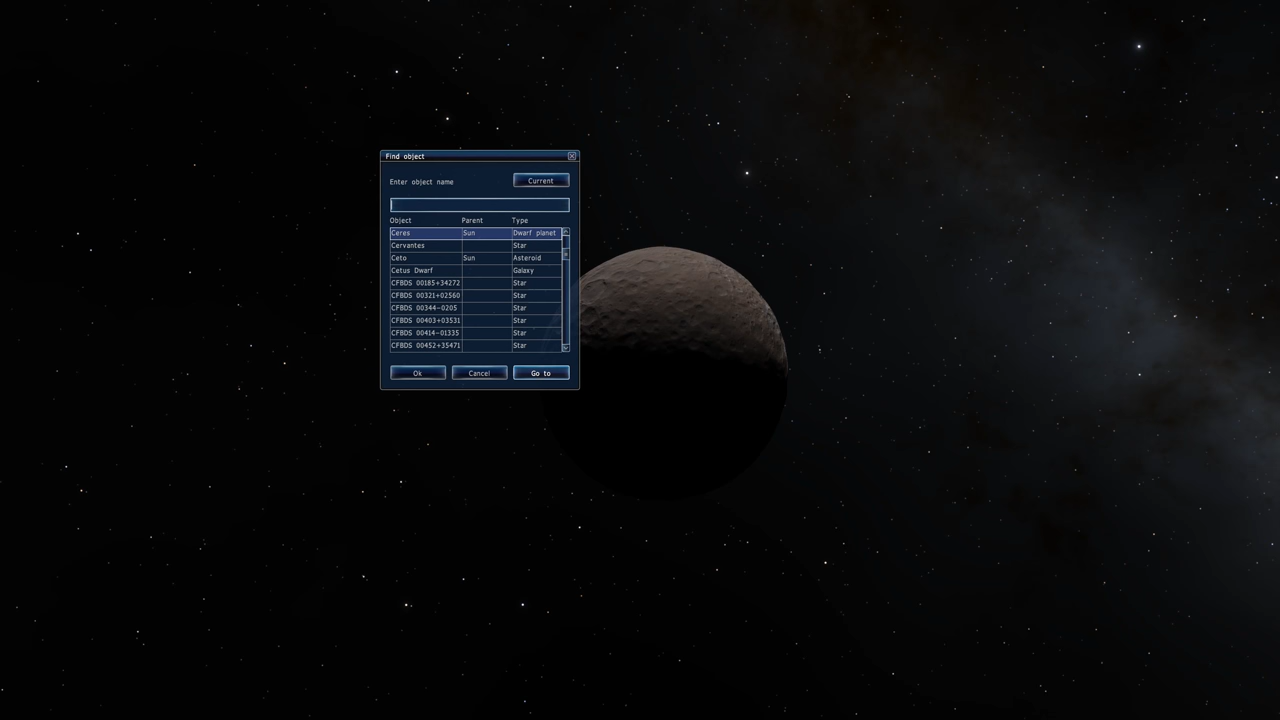 Find object
Enter object name
Current
Object Parent Type
Ceres Sun Dwarf planet
Cervantes Star
Ceto Sun Asteroid
Cetus Dwarf Galaxy
CFBDS 00185+34272 Star
CFBDS 00321+02560 Star
CFBDS 00344-0205 Star
CFBDS 00403+03531 Star
CFBDS 00414-01335 Star
CFBDS 00452+35471 Star
Ok Cancel Go to